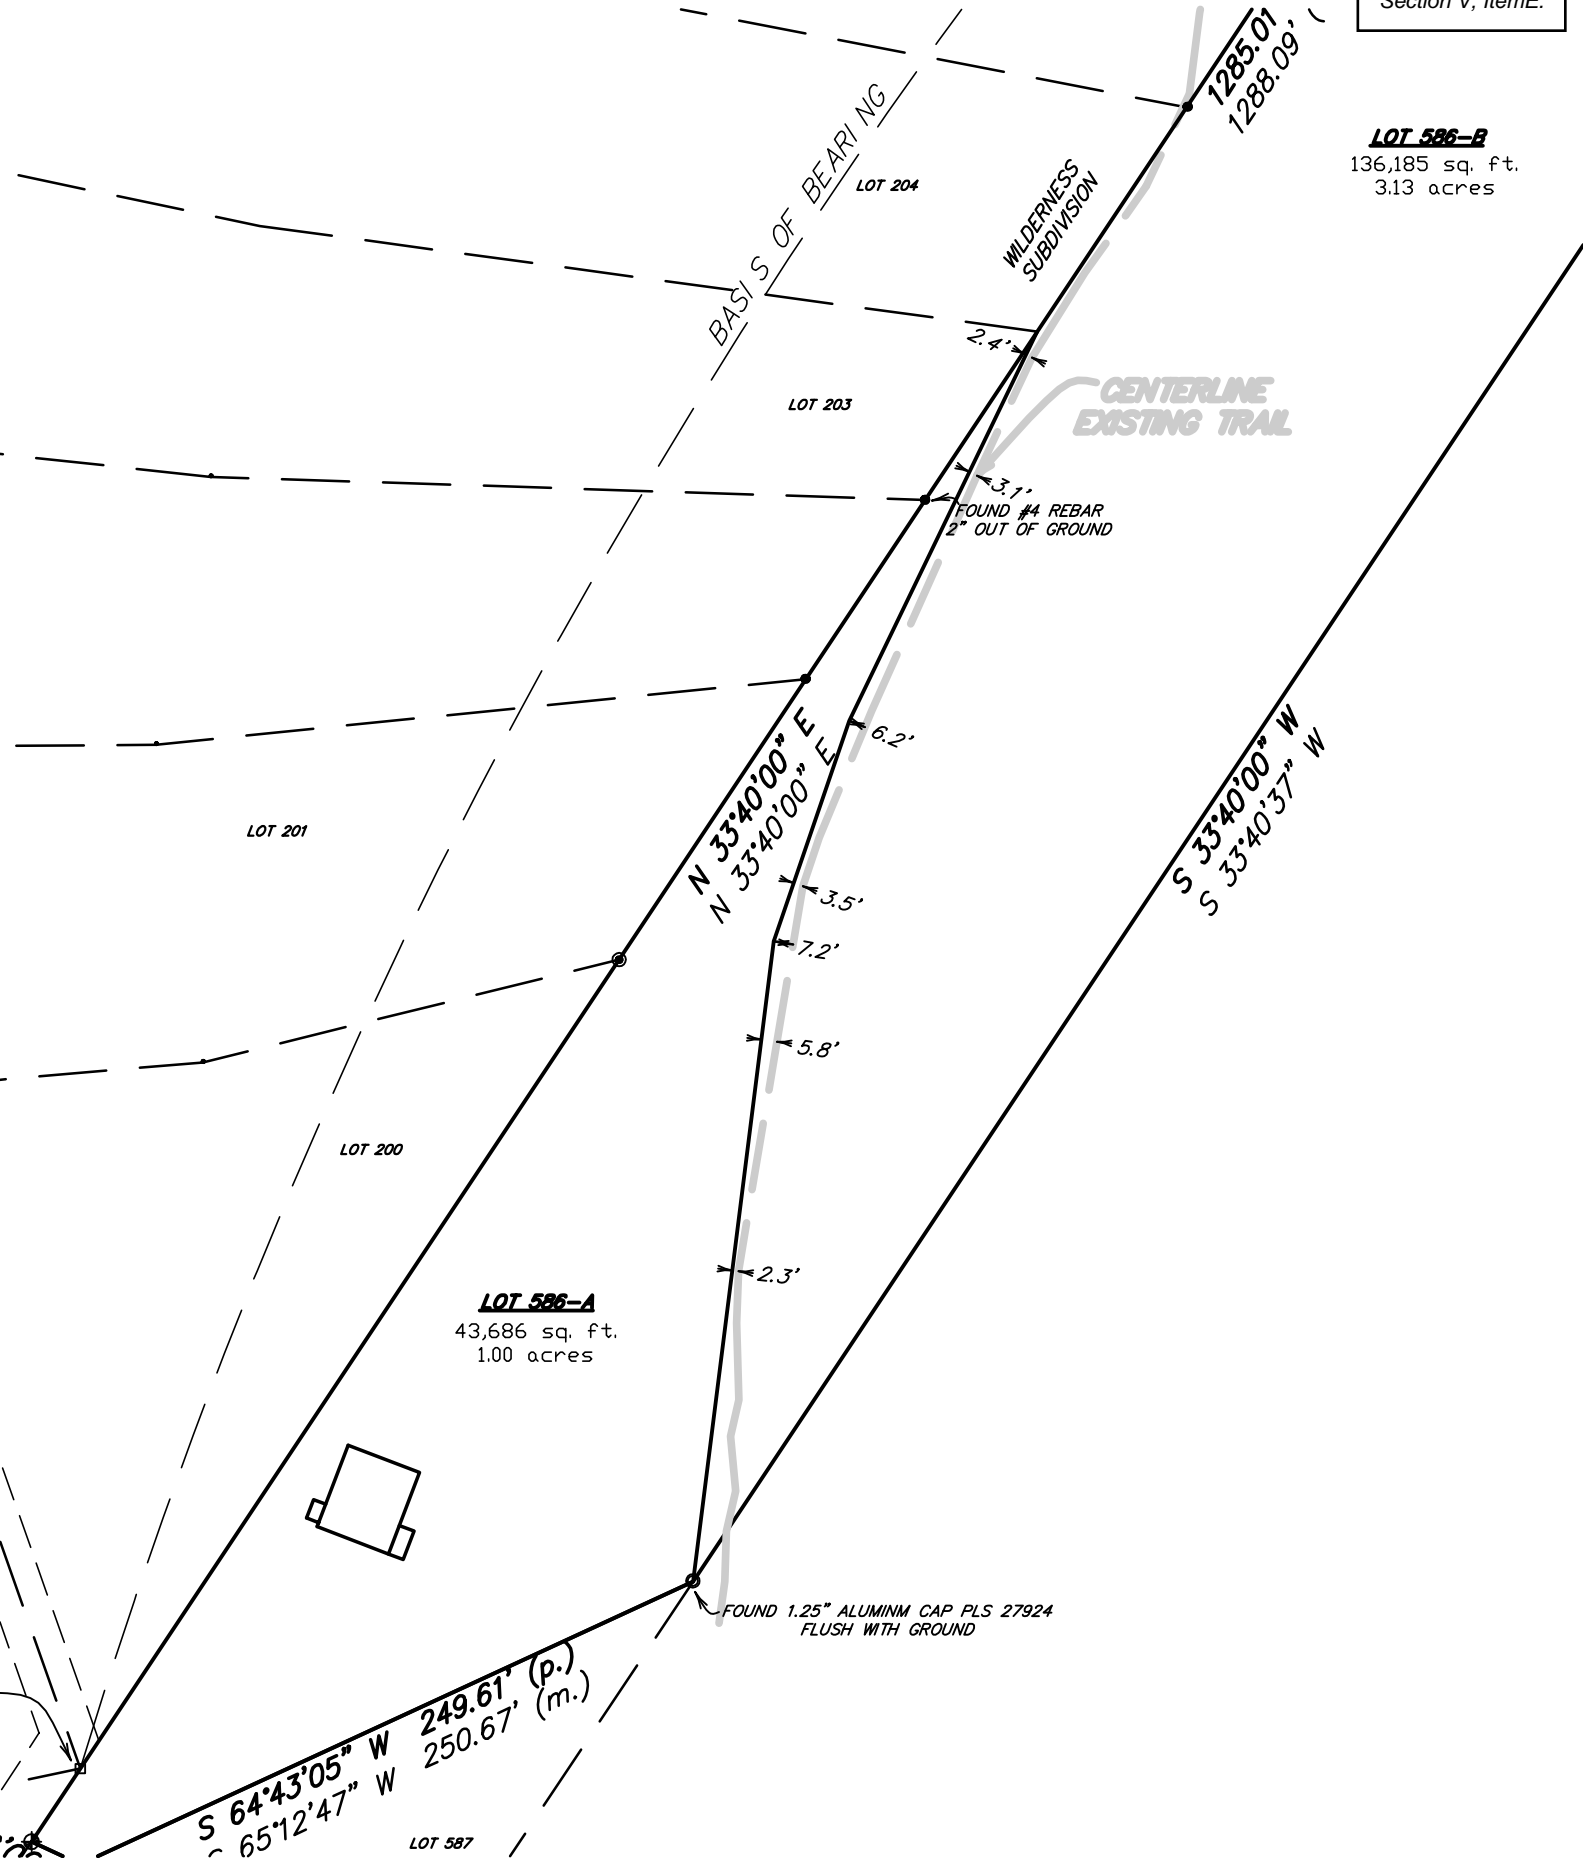 Section V, ItemE.
1285.01
1288.09' (
LOT 586-B
136,185 sq. ft.
3.13 acres
BASIS OF BEARING
LOT 204
WILDERNESS
SUBDIVISION
2.4'
LOT 203
CENTERLINE
EXISTING TRAIL
3.1'
FOUND #4 REBAR
2" OUT OF GROUND
6.2'
N 33°40'00" E
N 33°40'00" E
S 33°40'00" W
S 33°40'37" W
LOT 201
3.5'
7.2'
5.8'
LOT 200
2.3'
LOT 586-A
43,686 sq. ft.
1.00 acres
FOUND 1.25" ALUMINM CAP PLS 27924
FLUSH WITH GROUND
S 64°43'05" W 249.61' (p.)
S 65°12'47" W 250.67' (m.)
LOT 587